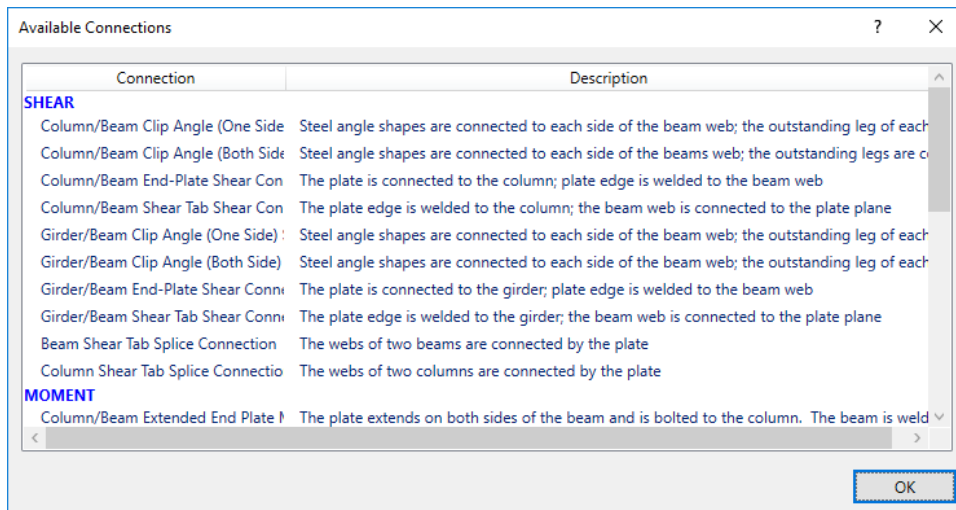 Available Connections ? ×
Connection Description
SHEAR
Column/Beam Clip Angle (One Side Steel angle shapes are connected to each side of the beam web; the outstanding leg of each
Column/Beam Clip Angle (Both Side Steel angle shapes are connected to each side of the beams web; the outstanding legs are
Column/Beam End-Plate Shear Con The plate is connected to the column; plate edge is welded to the beam web
Column/Beam Shear Tab Shear Con The plate edge is welded to the column; the beam web is connected to the plate plane
Girder/Beam Clip Angle (One Side) Steel angle shapes are connected to each side of the beam web; the outstanding leg of each
Girder/Beam Clip Angle (Both Side) Steel angle shapes are connected to each side of the beam web; the outstanding leg of each
Girder/Beam End-Plate Shear Conn The plate is connected to the girder; plate edge is welded to the beam web
Girder/Beam Shear Tab Shear Conn The plate edge is welded to the girder; the beam web is connected to the plate plane
Beam Shear Tab Splice Connection The webs of two beams are connected by the plate
Column Shear Tab Splice Connectio The webs of two columns are connected by the plate
MOMENT
Column/Beam Extended End Plate The plate extends on both sides of the beam and is bolted to the column. The beam is weld
OK